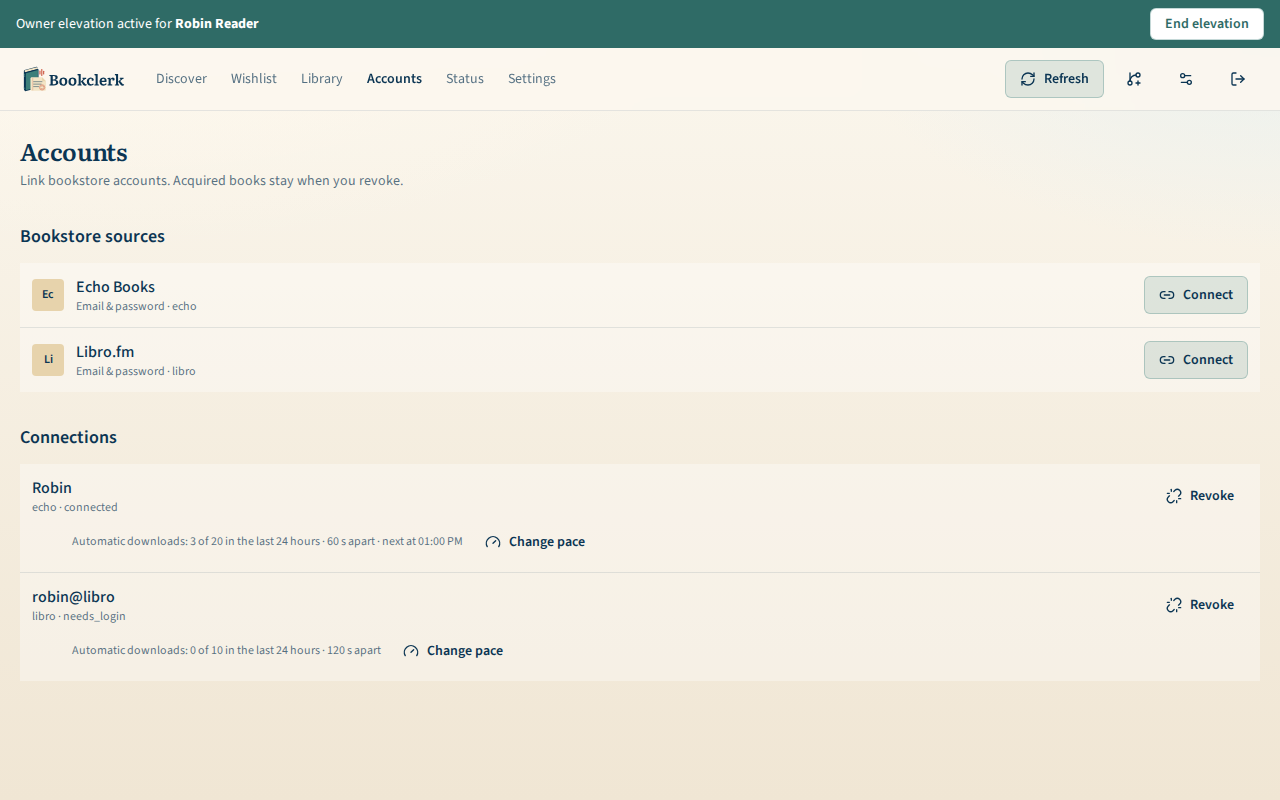 Owner elevation active for Robin Reader
End elevation
Bookclerk
Discover
Wishlist
Library
Accounts
Status
Settings
Refresh
Accounts
Link bookstore accounts. Acquired books stay when you revoke.
Bookstore sources
Ec
Echo Books
Email & password · echo
Connect
Li
Libro.fm
Email & password · libro
Connect
Connections
Robin
echo · connected
Revoke
Automatic downloads: 3 of 20 in the last 24 hours · 60 s apart · next at 01:00 PM
Change pace
robin@libro
libro · needs_login
Revoke
Automatic downloads: 0 of 10 in the last 24 hours · 120 s apart
Change pace